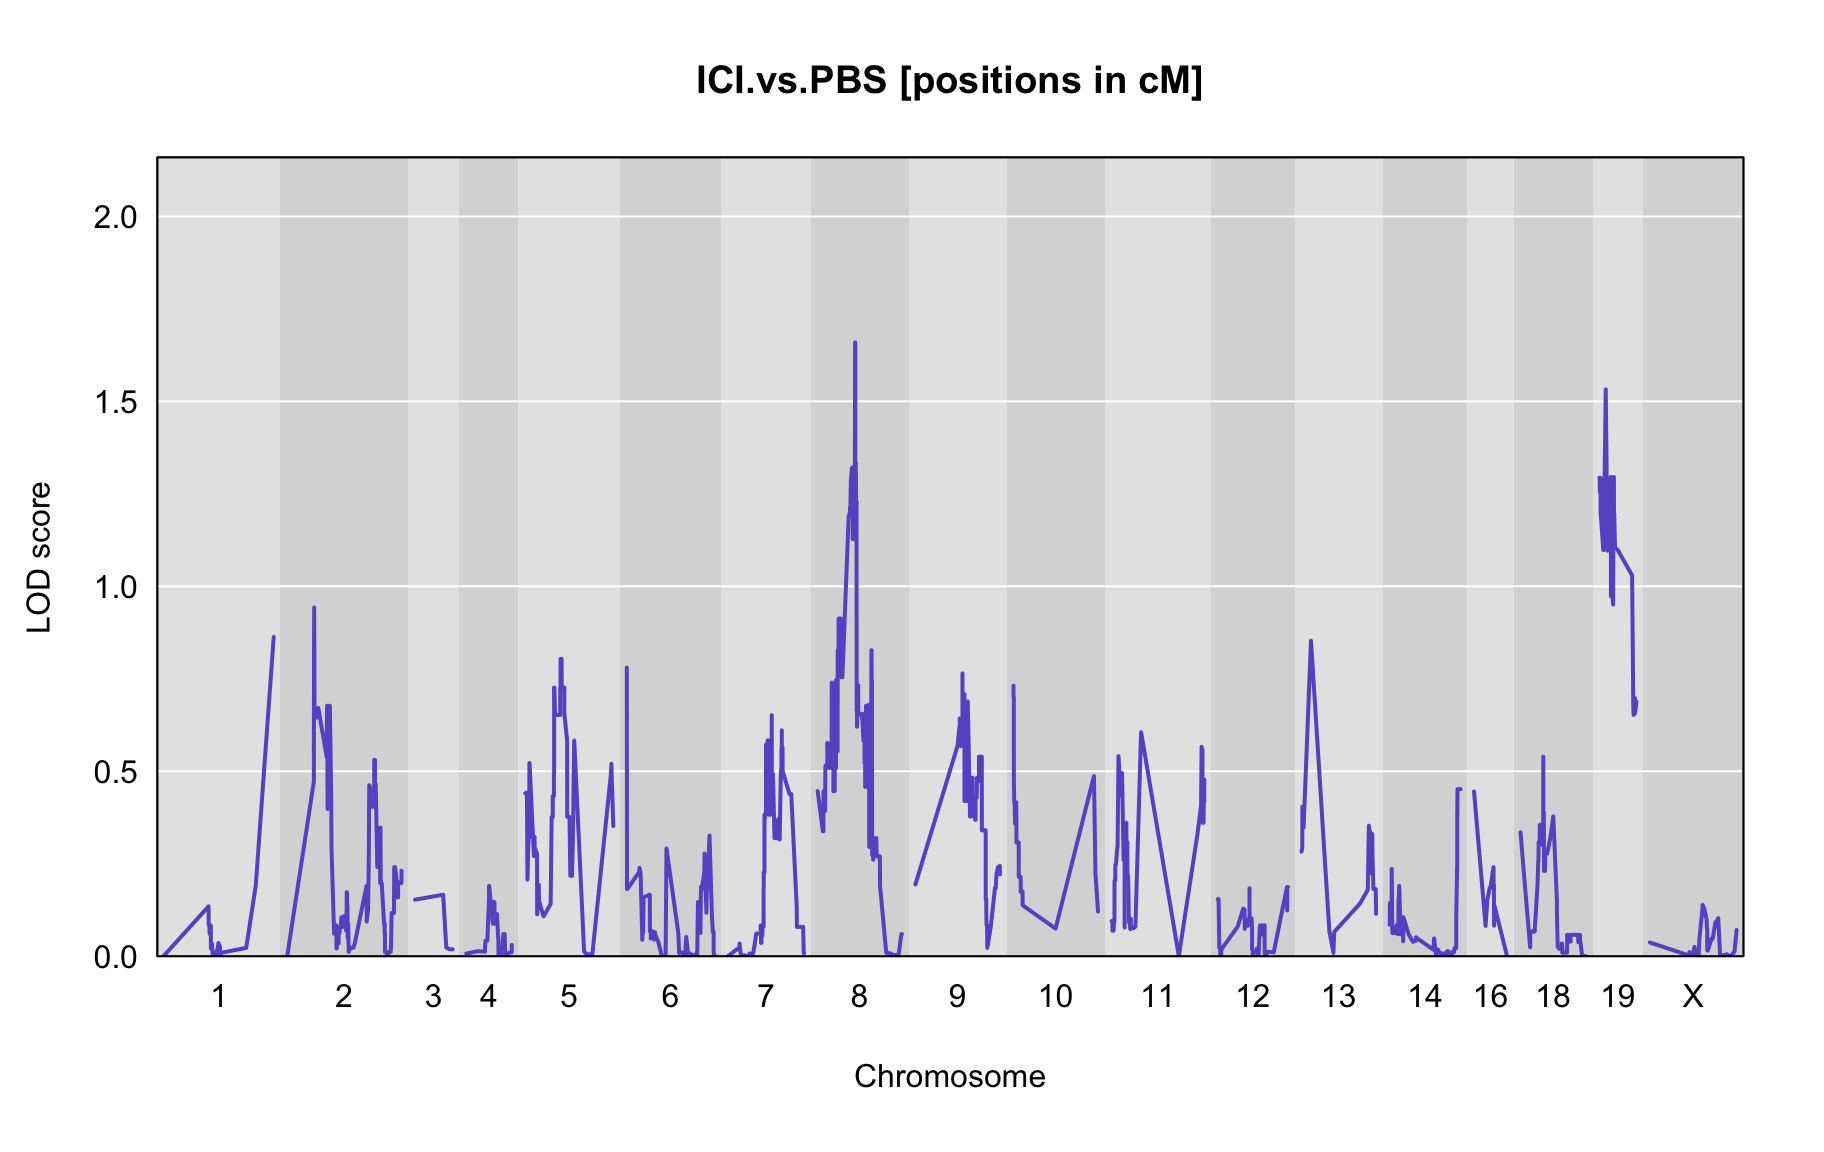 ICI.vs.PBS [positions in cM]
2.0
1.5
1.0
0.5
0.0
LOD score
1 2 3 4 5 6 7 8 9 10 11 12 13 14 16 18 19 X
Chromosome